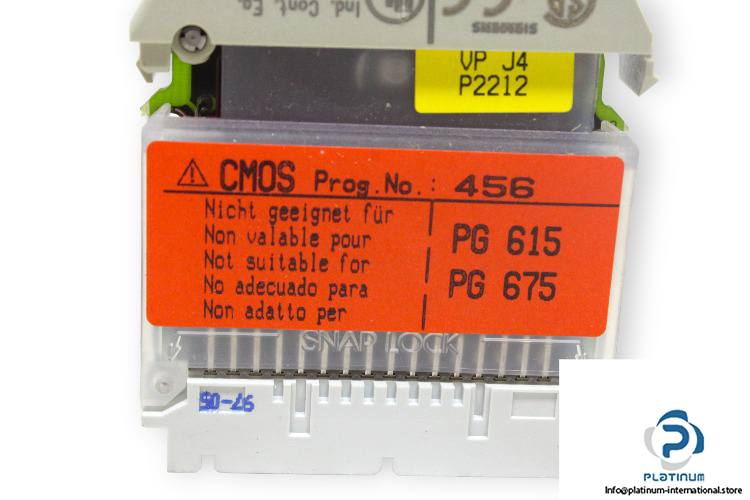 Ind. Cont. Eq.
SIEMENS
VP J4
P2212
⚠ CMOS Prog.No.: 456
Nicht geeignet für
Non valable pour
Not suitable for
No adecuado para
Non adatto per
PG 615
PG 675
SNAP LOCK
97-05
PLATINUM
Info@platinum-international.store